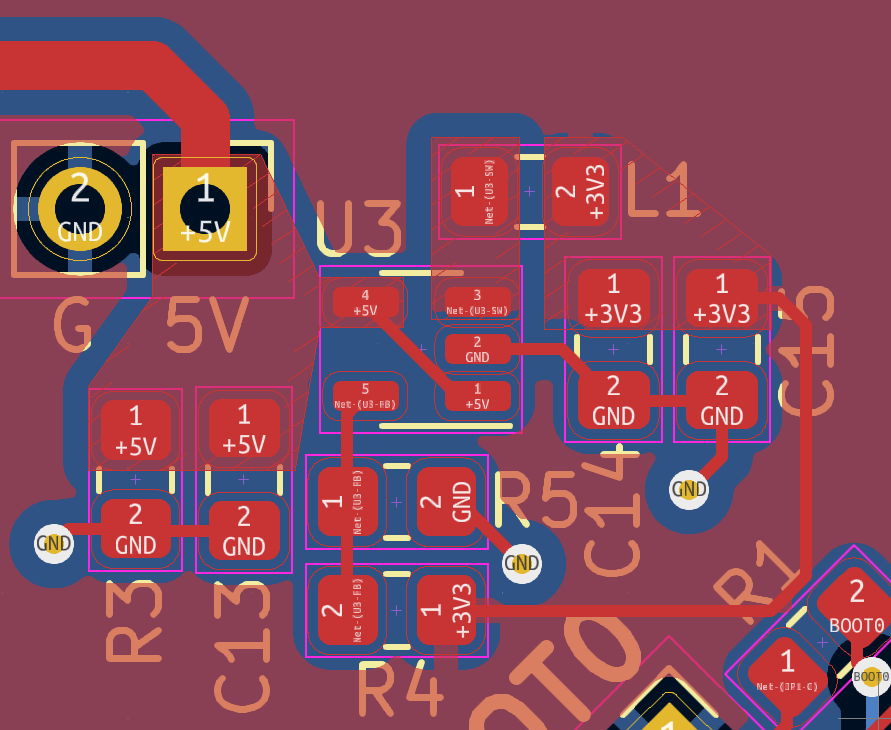 2
GND
1
+5V
G
5V
U3
1
Net-(U3-SW)
2
+3V3
L1
4
+5V
3
Net-(U3-SW)
2
GND
5
Net-(U3-FB)
1
+5V
1
+3V3
1
+3V3
2
GND
2
GND
C15
C14
GND
1
+5V
1
+5V
2
GND
2
GND
GND
R3
C13
1
Net-(U3-FB)
2
GND
R5
GND
2
Net-(U3-FB)
1
+3V3
R4
OTO
R1
2
BOOT0
1
BOOT0
1